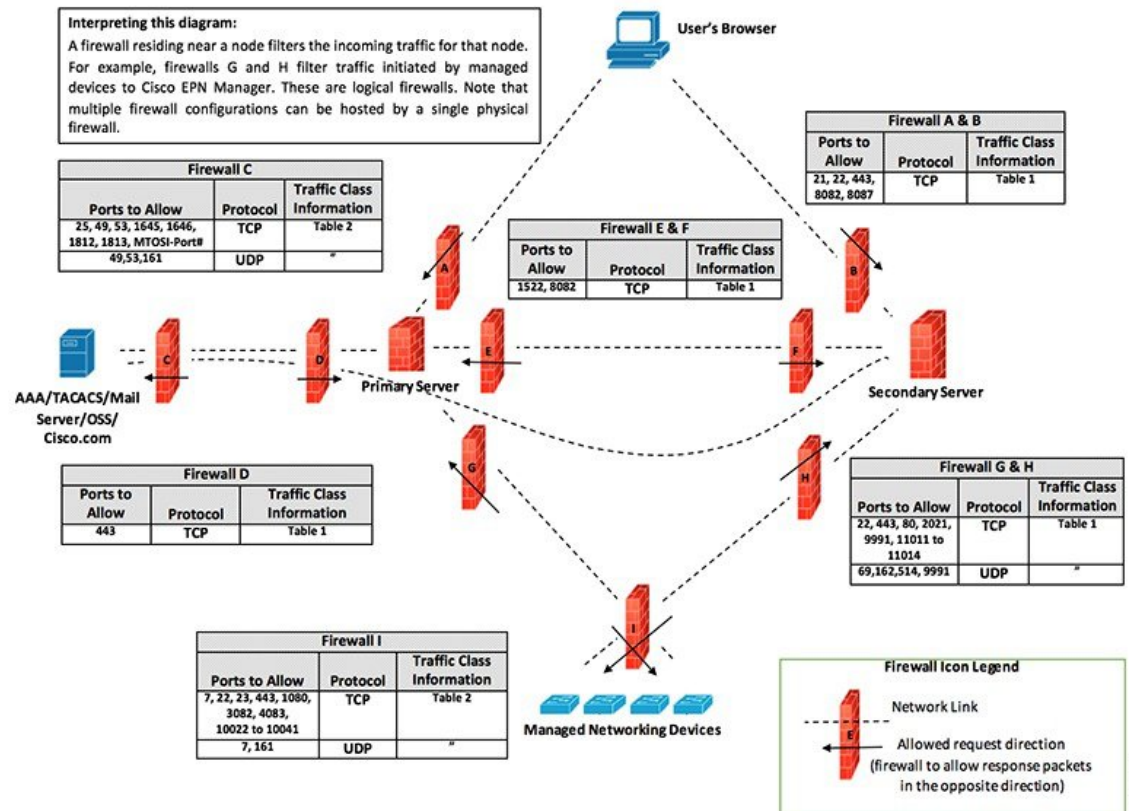 Interpreting this diagram:
A firewall residing near a node filters the incoming traffic for that node.
For example, firewalls G and H filter traffic initiated by managed
devices to Cisco EPN Manager. These are logical firewalls. Note that
multiple firewall configurations can be hosted by a single physical
firewall.
User's Browser
Firewall A & B
Ports to Allow Protocol Traffic Class Information
21, 22, 443, TCP Table 1
8082, 8087
Firewall C
Ports to Allow Protocol Traffic Class Information
25, 49, 53, 1645, 1646, TCP Table 2
1812, 1813, MTOSI-Port#
49,53,161 UDP "
Firewall E & F
Ports to Allow Protocol Traffic Class Information
1522, 8082 TCP Table 1
A
B
C
D
E
F
Primary Server
Secondary Server
AAA/TACACS/Mail
Server/OSS/
Cisco.com
G
H
Firewall D
Ports to Allow Protocol Traffic Class Information
443 TCP Table 1
Firewall G & H
Ports to Allow Protocol Traffic Class Information
22, 443, 80, 2021, TCP Table 1
9991, 11011 to
11014
69,162,514, 9991 UDP "
I
Firewall I
Ports to Allow Protocol Traffic Class Information
7, 22, 23, 443, 1080, TCP Table 2
3082, 4083,
10022 to 10041
7, 161 UDP "
Managed Networking Devices
Firewall Icon Legend
Network Link
E
Allowed request direction
(firewall to allow response packets
in the opposite direction)